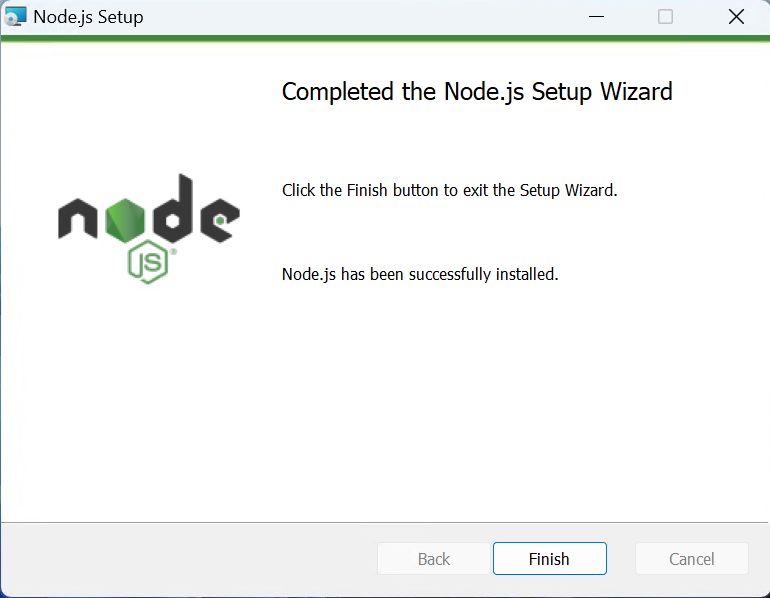 Node.js Setup
Completed the Node.js Setup Wizard
Click the Finish button to exit the Setup Wizard.
node
JS®
Node.js has been successfully installed.
Back
Finish
Cancel